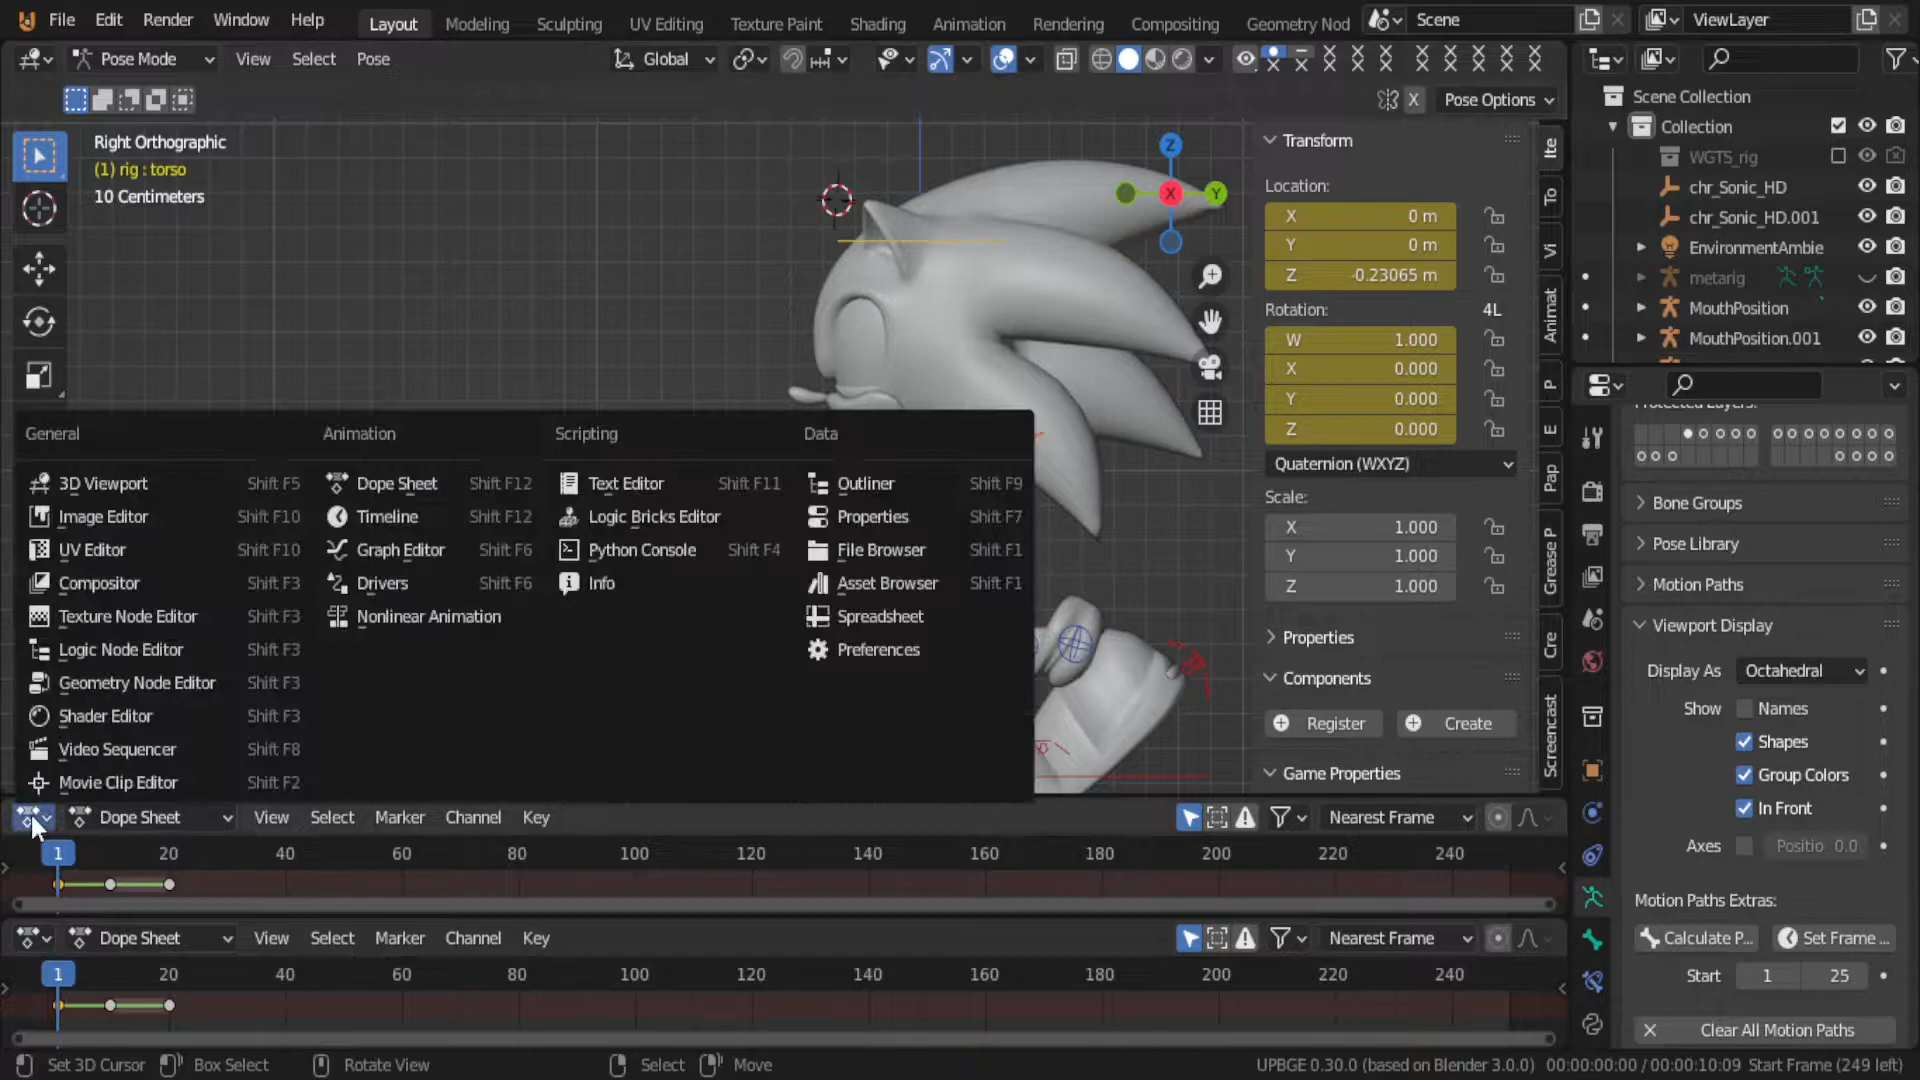 File Edit Render Window Help Layout Modeling Sculpting UV Editing Texture Paint Shading Animation Rendering Compositing Geometry Nod Scene ViewLayer
Pose Mode View Select Pose Global
X Pose Options
Right Orthographic
(1) rig : torso
10 Centimeters
Z
X
Y
Transform
Location:
X 0 m
Y 0 m
Z -0.23065 m
Rotation: 4L
W 1.000
X 0.000
Y 0.000
Z 0.000
Quaternion (WXYZ)
Scale:
X 1.000
Y 1.000
Z 1.000
Properties
Components
Register Create
Game Properties
Ite
To
Vi
Animat
P
E
Pap
Grease P
Cre
Screencast
Scene Collection
Collection
WGTS_rig
chr_Sonic_HD
chr_Sonic_HD.001
EnvironmentAmbie
metarig
MouthPosition
MouthPosition.001
Protected Layers:
Bone Groups
Pose Library
Motion Paths
Viewport Display
Display As Octahedral
Show Names
Shapes
Group Colors
In Front
Axes Positio 0.0
Motion Paths Extras:
Calculate P... Set Frame ...
Start 1 25
Clear All Motion Paths
General Animation Scripting Data
3D Viewport Shift F5 Dope Sheet Shift F12 Text Editor Shift F11 Outliner Shift F9
Image Editor Shift F10 Timeline Shift F12 Logic Bricks Editor Properties Shift F7
UV Editor Shift F10 Graph Editor Shift F6 Python Console Shift F4 File Browser Shift F1
Compositor Shift F3 Drivers Shift F6 Info Asset Browser Shift F1
Texture Node Editor Shift F3 Nonlinear Animation Spreadsheet
Logic Node Editor Shift F3 Preferences
Geometry Node Editor Shift F3
Shader Editor Shift F3
Video Sequencer Shift F8
Movie Clip Editor Shift F2
Dope Sheet View Select Marker Channel Key Nearest Frame
1 20 40 60 80 100 120 140 160 180 200 220 240
Dope Sheet View Select Marker Channel Key Nearest Frame
1 20 40 60 80 100 120 140 160 180 200 220 240
Set 3D Cursor Box Select Rotate View Select Move UPBGE 0.30.0 (based on Blender 3.0.0) 00:00:00:00 / 00:00:10:09 Start Frame (249 left)